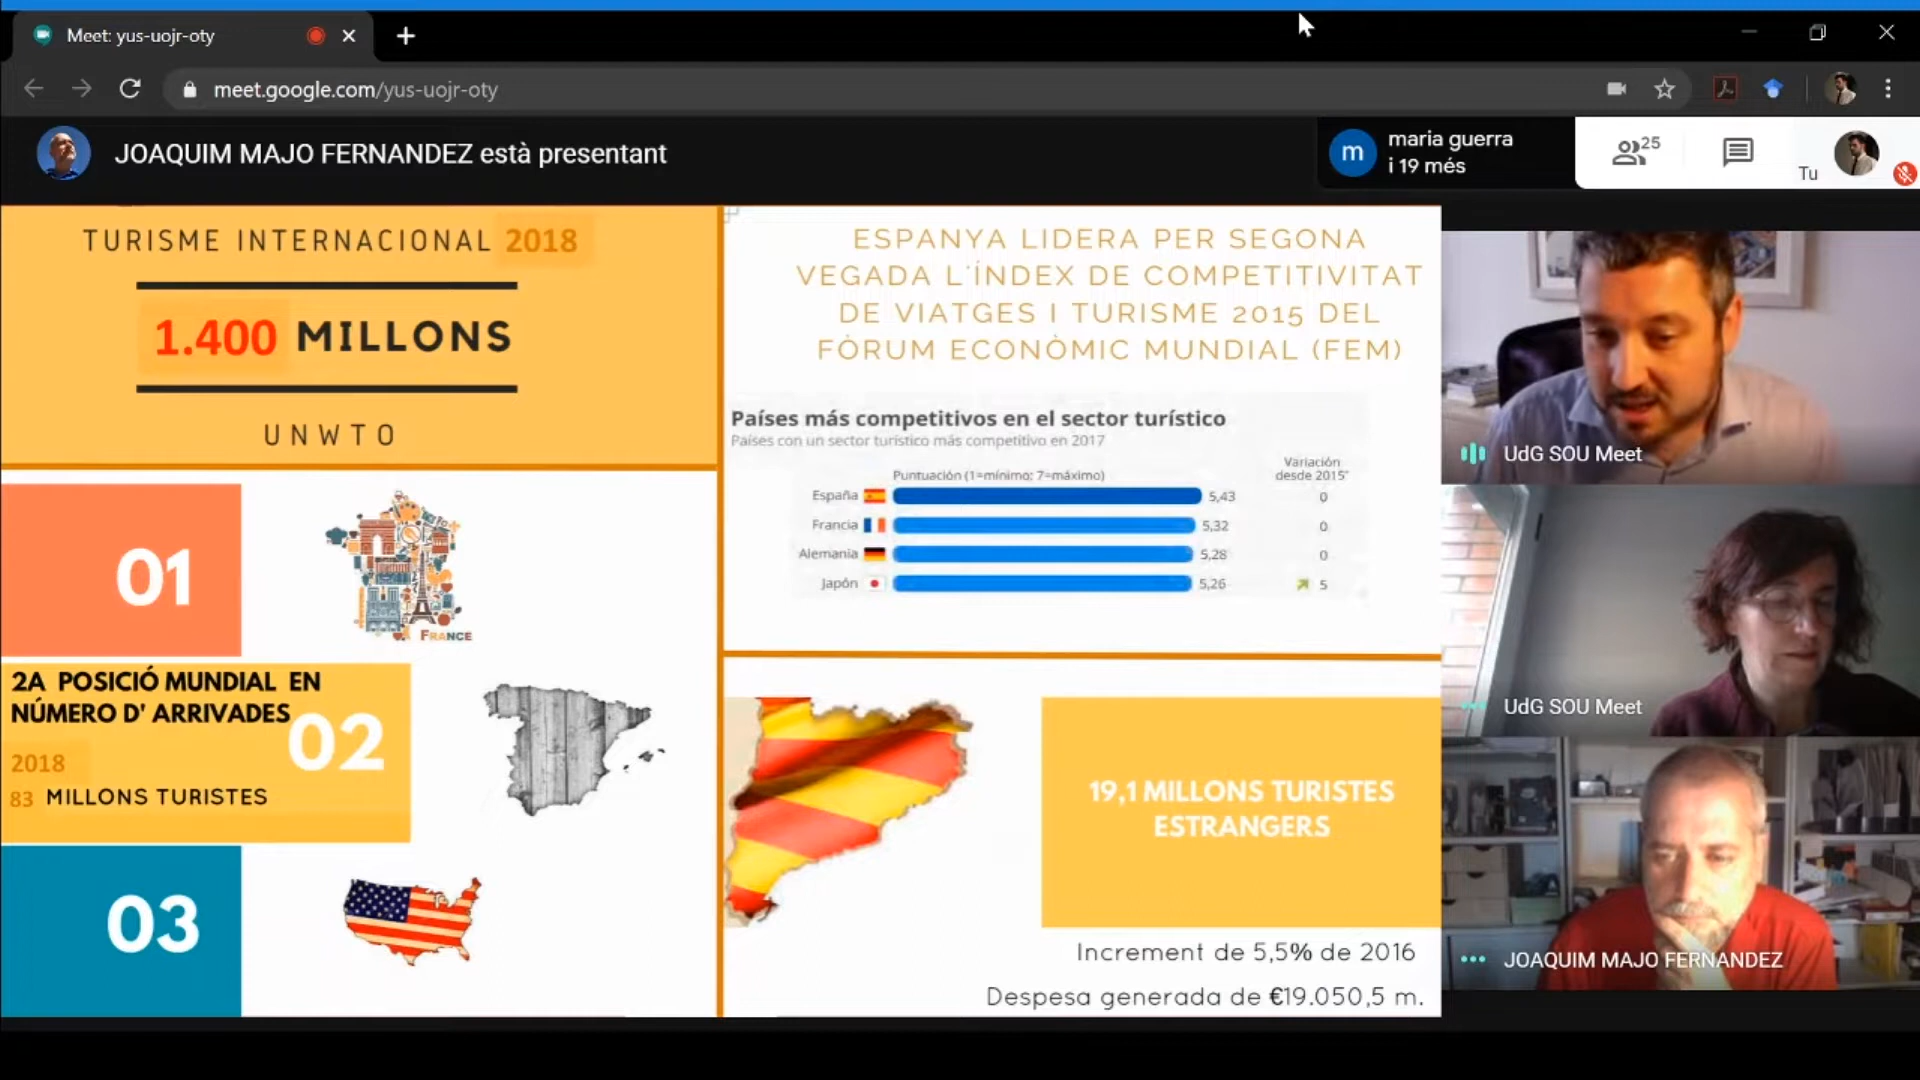 Meet: yus-uojr-oty
meet.google.com/yus-uojr-oty
JOAQUIM MAJO FERNANDEZ està presentant
m
maria guerra
i 19 més
25
Tu
TURISME INTERNACIONAL 2018
1.400 MILLONS
UNWTO
01
FRANCE
2A POSICIÓ MUNDIAL EN
NÚMERO D' ARRIVADES
02
2018
83 MILLONS TURISTES
03
ESPANYA LIDERA PER SEGONA
VEGADA L'ÍNDEX DE COMPETITIVITAT
DE VIATGES I TURISME 2015 DEL
FÒRUM ECONÒMIC MUNDIAL (FEM)
Países más competitivos en el sector turístico
Países con un sector turístico más competitivo en 2017
Puntuación (1=mínimo; 7=máximo)
Variación
desde 2015*
España 5,43 0
Francia 5,32 0
Alemania 5,28 0
Japón 5,26 5
19,1 MILLONS TURISTES
ESTRANGERS
Increment de 5,5% de 2016
Despesa generada de €19.050,5 m.
UdG SOU Meet
UdG SOU Meet
JOAQUIM MAJO FERNANDEZ